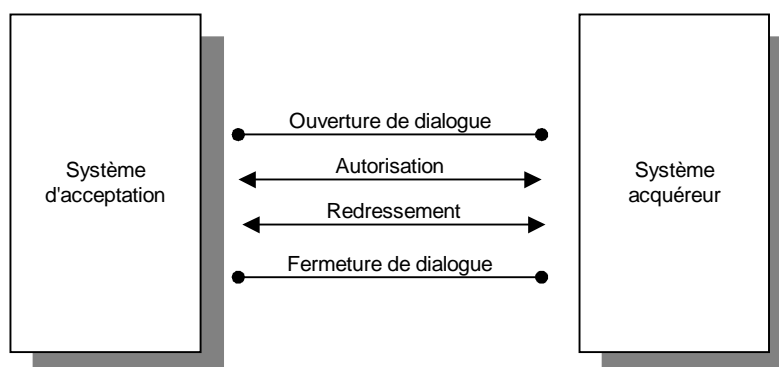 Ouverture de dialogue
Système
d'acceptation
Autorisation
Système
acquéreur
Redressement
Fermeture de dialogue